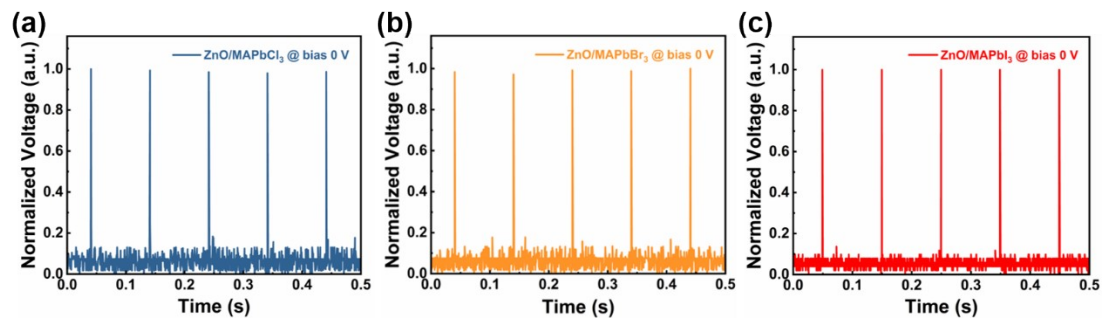 (a)
ZnO/MAPbCl₃ @ bias 0 V
Normalized Voltage (a.u.)
1.0
0.8
0.6
0.4
0.2
0.0
0.0 0.1 0.2 0.3 0.4 0.5
Time (s)
(b)
ZnO/MAPbBr₃ @ bias 0 V
Normalized Voltage (a.u.)
1.0
0.8
0.6
0.4
0.2
0.0
0.0 0.1 0.2 0.3 0.4 0.5
Time (s)
(c)
ZnO/MAPbI₃ @ bias 0 V
Normalized Voltage (a.u.)
1.0
0.8
0.6
0.4
0.2
0.0
0.0 0.1 0.2 0.3 0.4 0.5
Time (s)